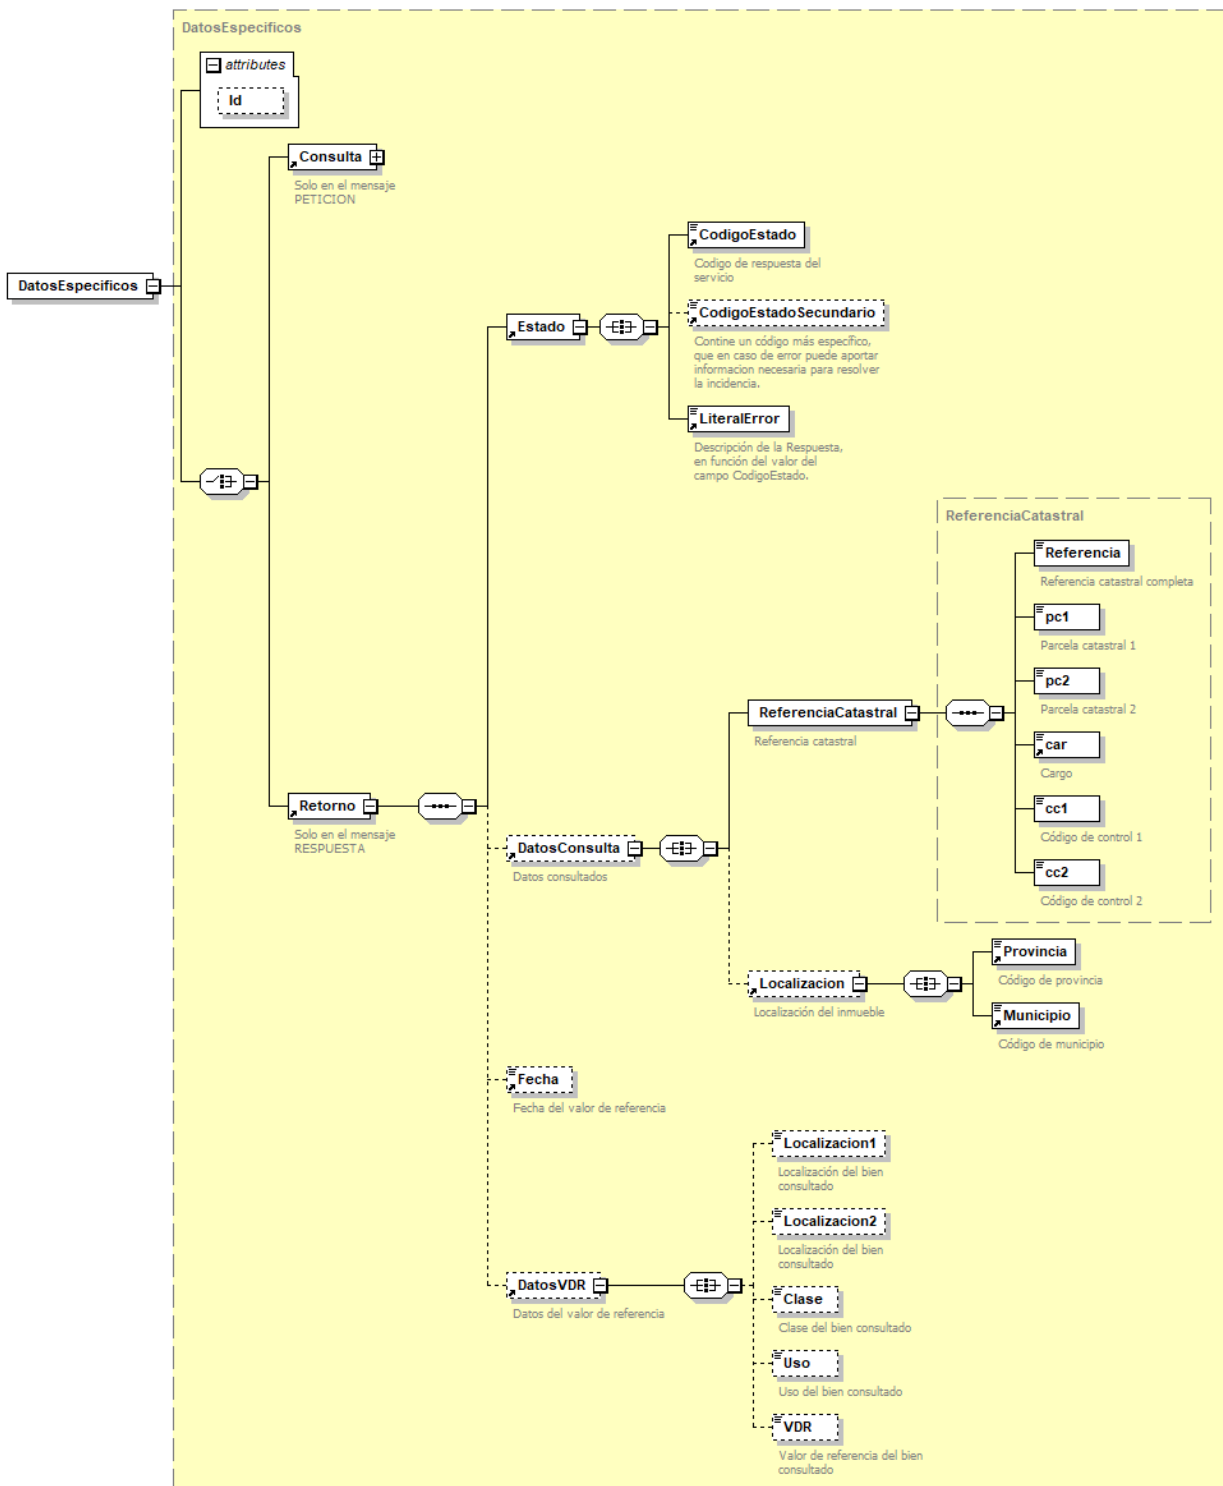 DatosEspecificos
attributes
Id
Consulta
Solo en el mensaje
PETICION
CodigoEstado
Codigo de respuesta del
servicio
DatosEspecificos
CodigoEstadoSecundario
Estado
Contine un código más específico,
que en caso de error puede aportar
informacion necesaria para resolver
la incidencia.
LiteralError
Descripción de la Respuesta,
en función del valor del
campo CodigoEstado.
ReferenciaCatastral
Referencia
Referencia catastral completa
pc1
Parcela catastral 1
pc2
Parcela catastral 2
ReferenciaCatastral
Referencia catastral
car
Cargo
Retorno
Solo en el mensaje
RESPUESTA
cc1
Código de control 1
DatosConsulta
Datos consultados
cc2
Código de control 2
Provincia
Código de provincia
Localizacion
Localización del inmueble
Municipio
Código de municipio
Fecha
Fecha del valor de referencia
Localizacion1
Localización del bien
consultado
Localizacion2
Localización del bien
consultado
DatosVDR
Datos del valor de referencia
Clase
Clase del bien consultado
Uso
Uso del bien consultado
VDR
Valor de referencia del bien
consultado